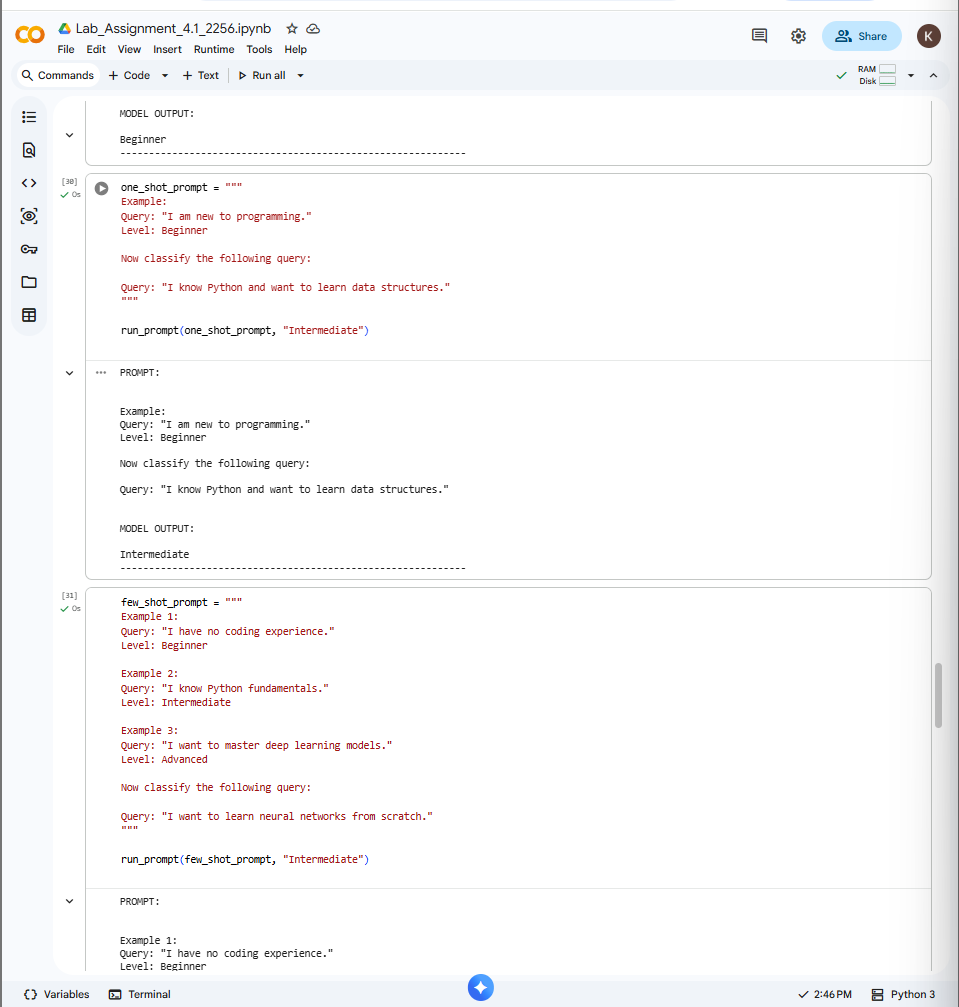 Lab_Assignment_4.1_2256.ipynb
File Edit View Insert Runtime Tools Help
Share
K
Commands + Code + Text Run all
RAM
Disk
MODEL OUTPUT:
Beginner
------------------------------------------------------------
[30]
0s
one_shot_prompt = """
Example:
Query: "I am new to programming."
Level: Beginner
Now classify the following query:
Query: "I know Python and want to learn data structures."
"""
run_prompt(one_shot_prompt, "Intermediate")
PROMPT:
Example:
Query: "I am new to programming."
Level: Beginner
Now classify the following query:
Query: "I know Python and want to learn data structures."
MODEL OUTPUT:
Intermediate
------------------------------------------------------------
[31]
0s
few_shot_prompt = """
Example 1:
Query: "I have no coding experience."
Level: Beginner
Example 2:
Query: "I know Python fundamentals."
Level: Intermediate
Example 3:
Query: "I want to master deep learning models."
Level: Advanced
Now classify the following query:
Query: "I want to learn neural networks from scratch."
"""
run_prompt(few_shot_prompt, "Intermediate")
PROMPT:
Example 1:
Query: "I have no coding experience."
Level: Beginner
Variables Terminal 2:46 PM Python 3